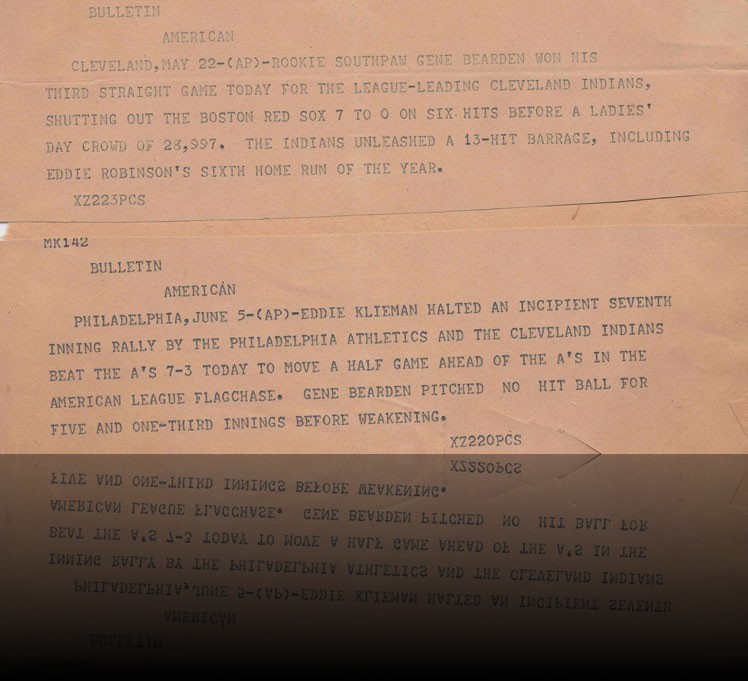 BULLETIN
AMERICAN
CLEVELAND,MAY 22-(AP)-ROOKIE SOUTHPAW GENE BEARDEN WON HIS
THIRD STRAIGHT GAME TODAY FOR THE LEAGUE-LEADING CLEVELAND INDIANS,
SHUTTING OUT THE BOSTON RED SOX 7 TO 0 ON SIX HITS BEFORE A LADIES'
DAY CROWD OF 28,997. THE INDIANS UNLEASHED A 13-HIT BARRAGE, INCLUDING
EDDIE ROBINSON'S SIXTH HOME RUN OF THE YEAR.
XZ223PCS
MK142
BULLETIN
AMERICAN
PHILADELPHIA,JUNE 5-(AP)-EDDIE KLIEMAN HALTED AN INCIPIENT SEVENTH
INNING RALLY BY THE PHILADELPHIA ATHLETICS AND THE CLEVELAND INDIANS
BEAT THE A'S 7-3 TODAY TO MOVE A HALF GAME AHEAD OF THE A'S IN THE
AMERICAN LEAGUE FLAGCHASE. GENE BEARDEN PITCHED NO HIT BALL FOR
FIVE AND ONE-THIRD INNINGS BEFORE WEAKENING.
XZ220PCS